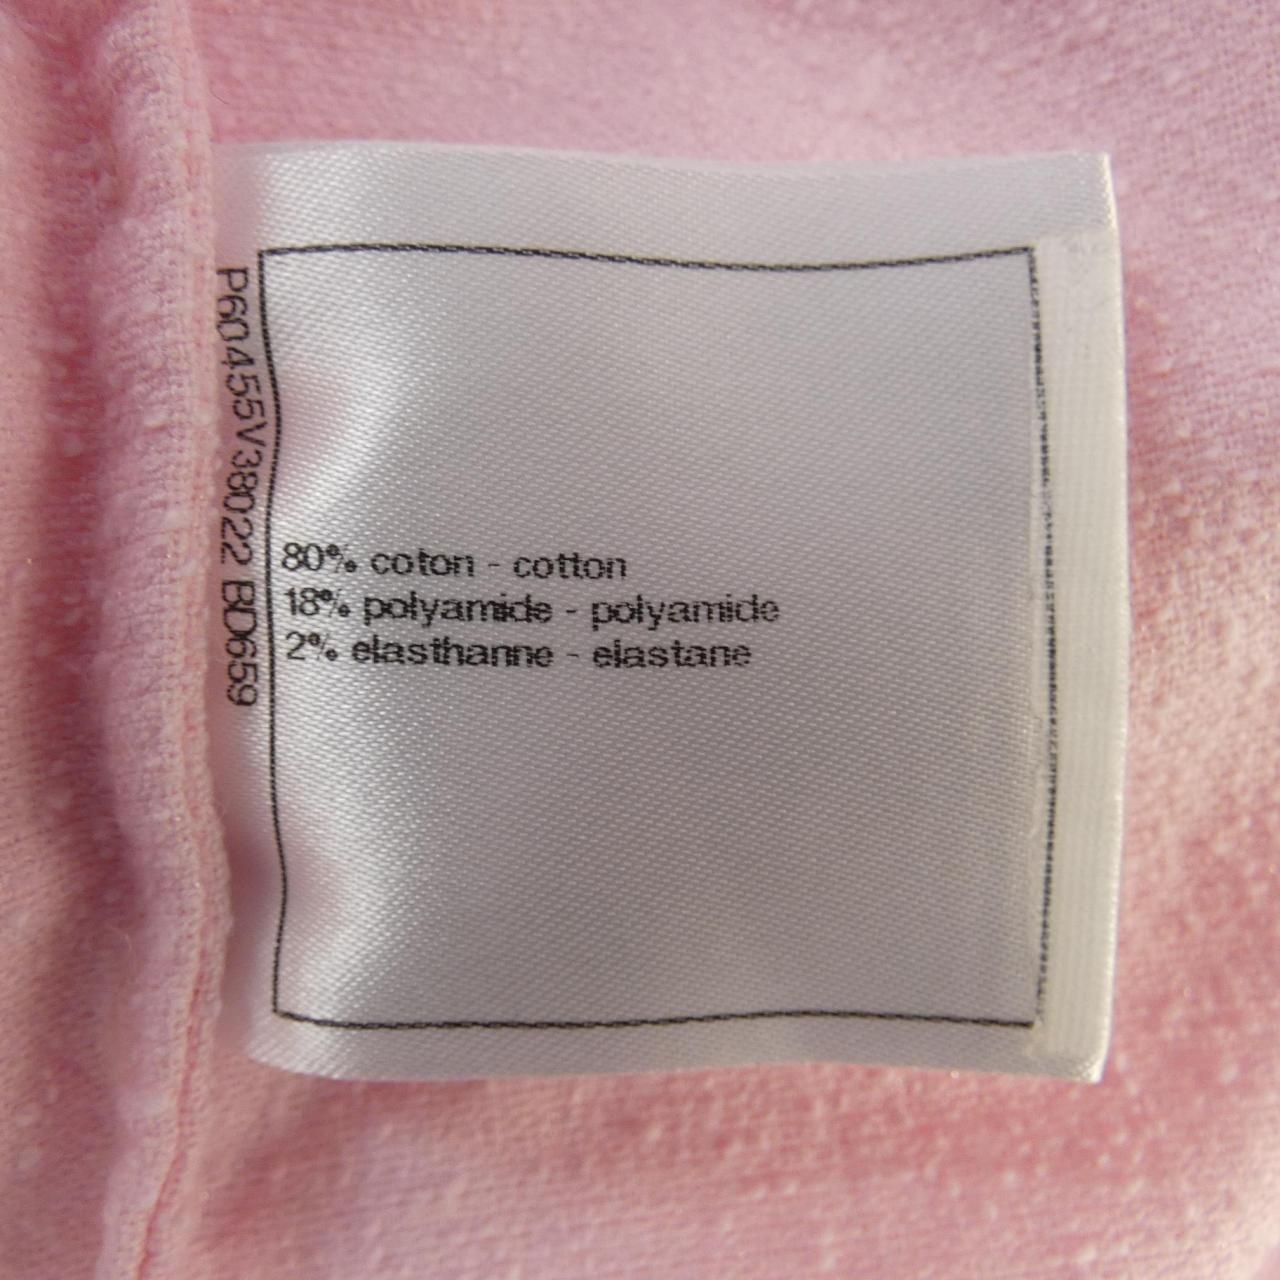 P60455V38022 BD659
80% coton - cotton
18% polyamide - polyamide
2% elasthanne - elastane